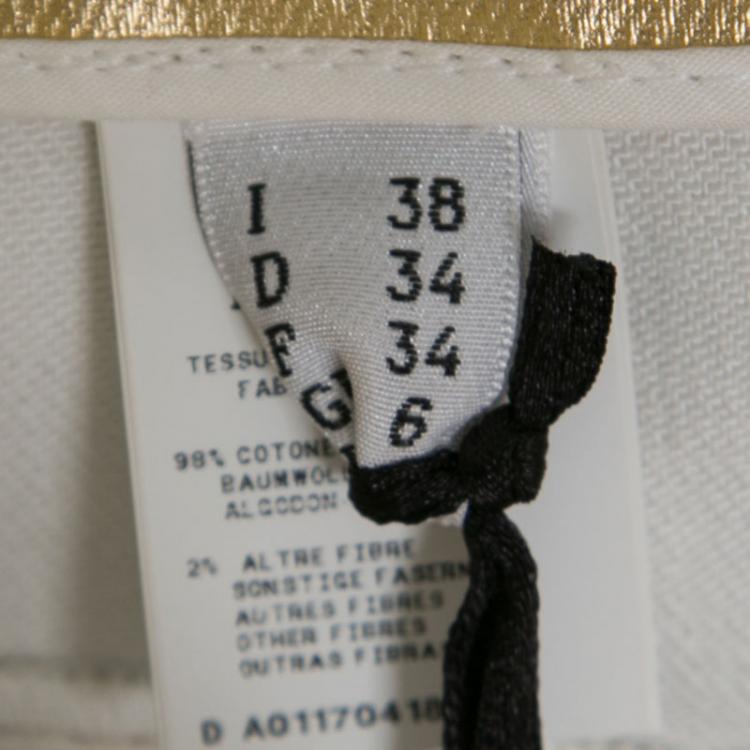 I 38
D 34
E 34
GB 6
TESSU
FAB
98% COTONE
BAUMWOL
ALGODON
2% ALTRE FIBRE
SONSTIGE FASERN
AUTRES FIBRES
OTHER FIBRES
OUTRAS FIBRA
D A01170418